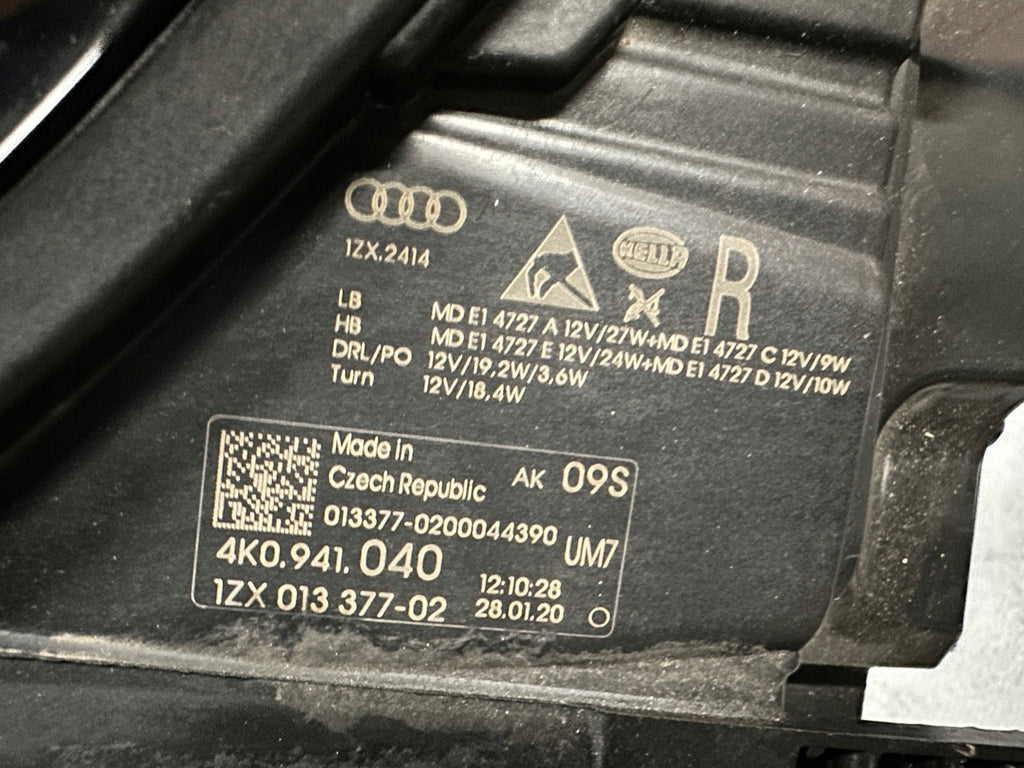 1ZX.2414
HELLA
R
LB MD E1 4727 A 12V/27W+MD E1 4727 C 12V/9W
HB MD E1 4727 E 12V/24W+MD E1 4727 D 12V/10W
DRL/PO 12V/19,2W/3,6W
Turn 12V/18,4W
Made in
Czech Republic AK 09S
013377-0200044390 UM7
4K0.941.040
12:10:28
1ZX 013 377-02 28.01.20